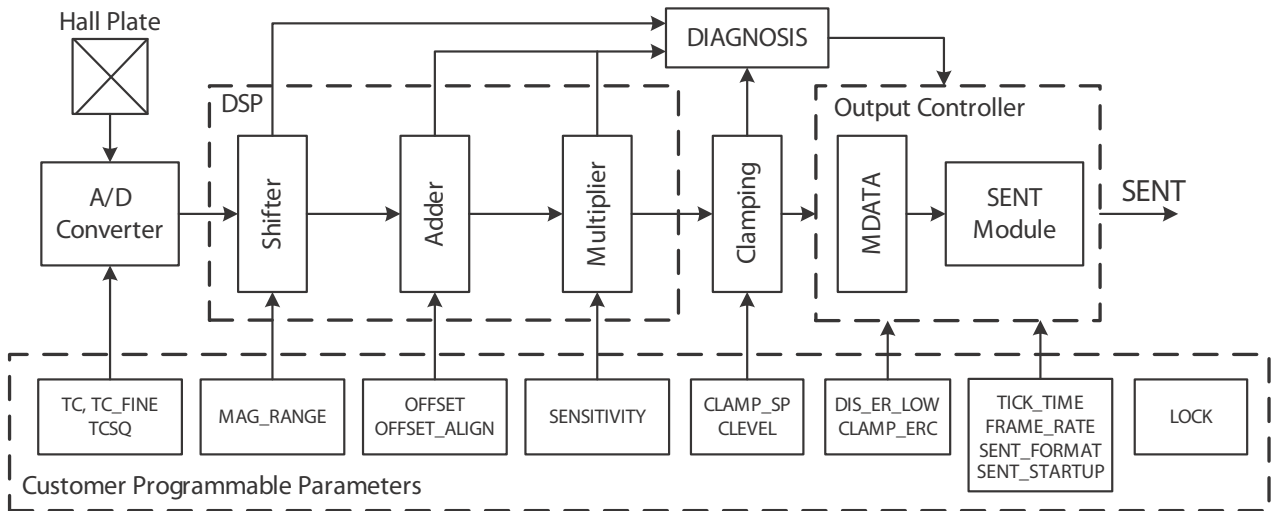 Hall Plate
DIAGNOSIS
DSP
Output Controller
A/D
Converter
Shifter
Adder
Multiplier
Clamping
MDATA
SENT
Module
SENT
TC, TC_FINE
TCSQ
MAG_RANGE
OFFSET
OFFSET_ALIGN
SENSITIVITY
CLAMP_SP
CLEVEL
DIS_ER_LOW
CLAMP_ERC
TICK_TIME
FRAME_RATE
SENT_FORMAT
SENT_STARTUP
LOCK
Customer Programmable Parameters